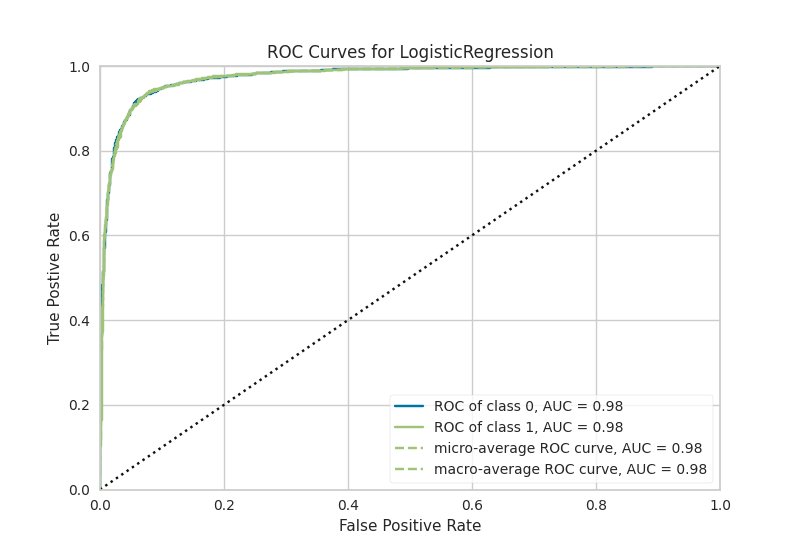 ROC Curves for LogisticRegression
1.0
0.8
0.6
0.4
0.2
0.0
True Postive Rate
ROC of class 0, AUC = 0.98
ROC of class 1, AUC = 0.98
micro-average ROC curve, AUC = 0.98
macro-average ROC curve, AUC = 0.98
0.0 0.2 0.4 0.6 0.8 1.0
False Positive Rate